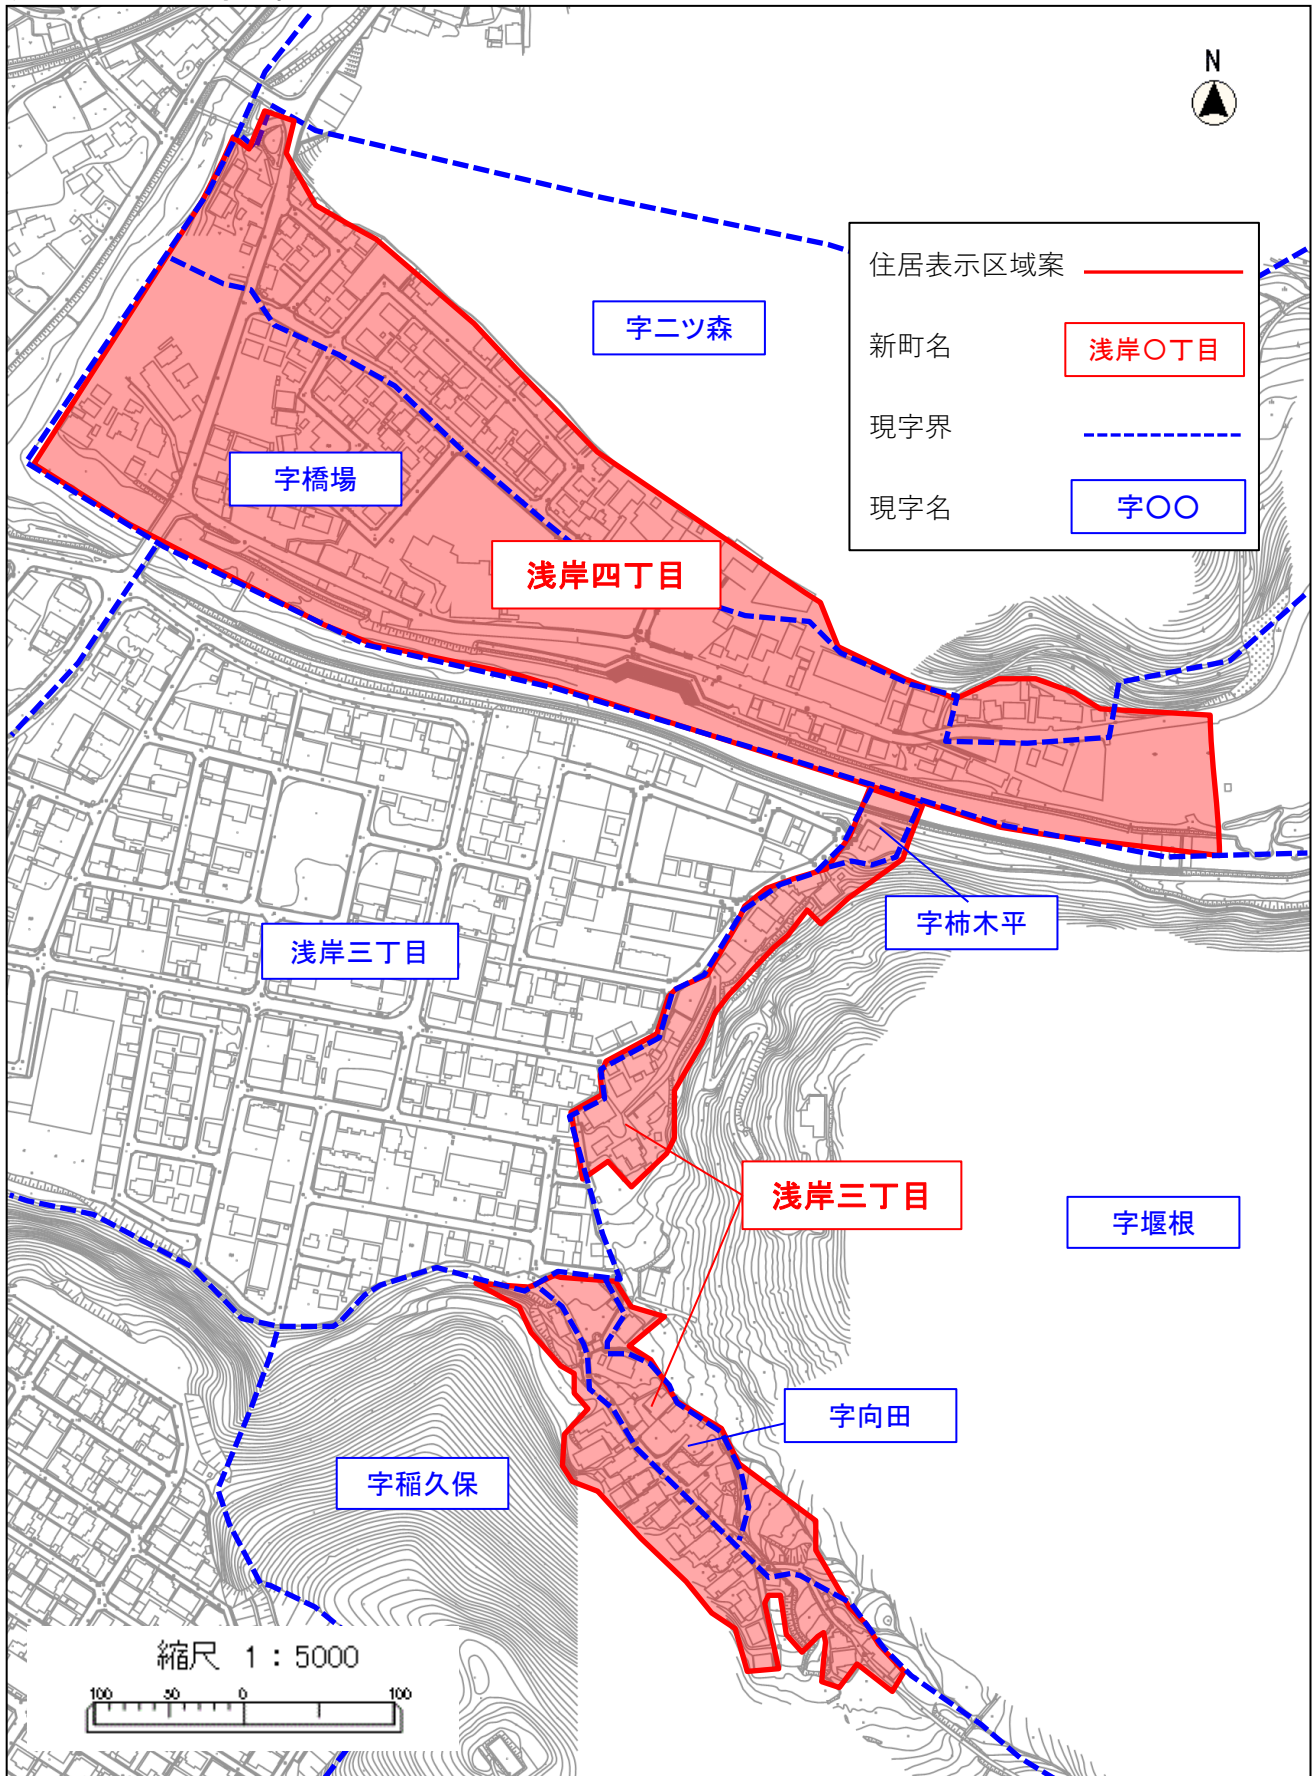 N
住居表示区域案
新町名
浅岸〇丁目
現字界
現字名
字〇〇
字二ツ森
字橋場
浅岸四丁目
字柿木平
浅岸三丁目
浅岸三丁目
字堰根
字向田
字稲久保
縮尺 1：5000
100 50 0 100